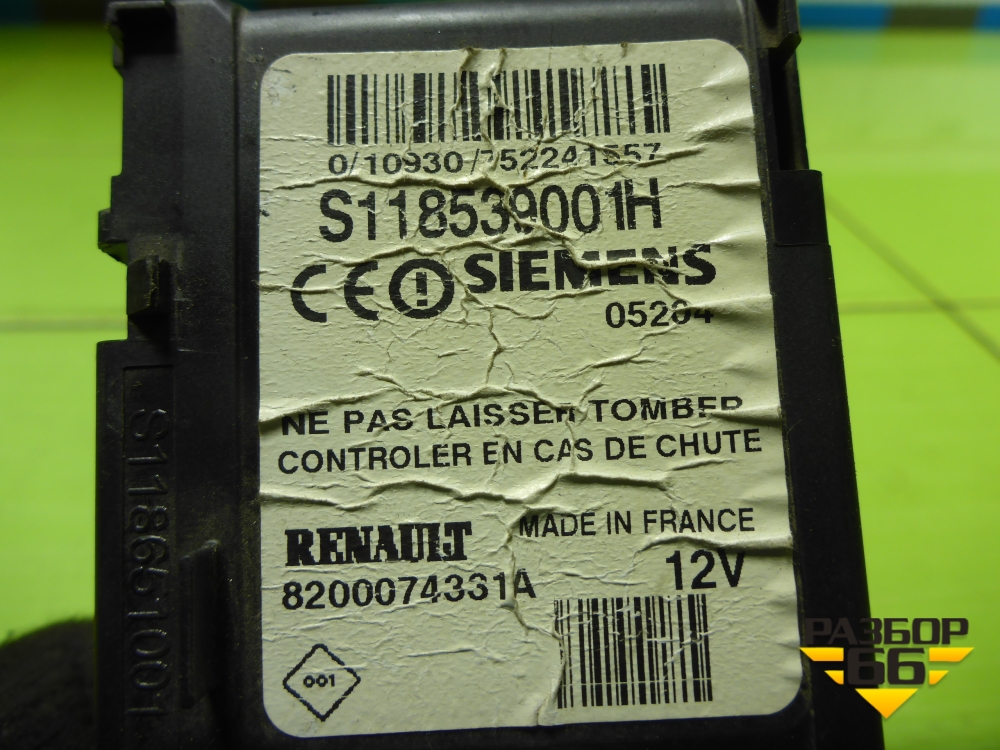 0/10930/752241557
S118539001H
CE SIEMENS
05204
NE PAS LAISSER TOMBER
CONTROLER EN CAS DE CHUTE
RENAULT MADE IN FRANCE
8200074331A 12V
001
S118651001
РАЗБОР
66